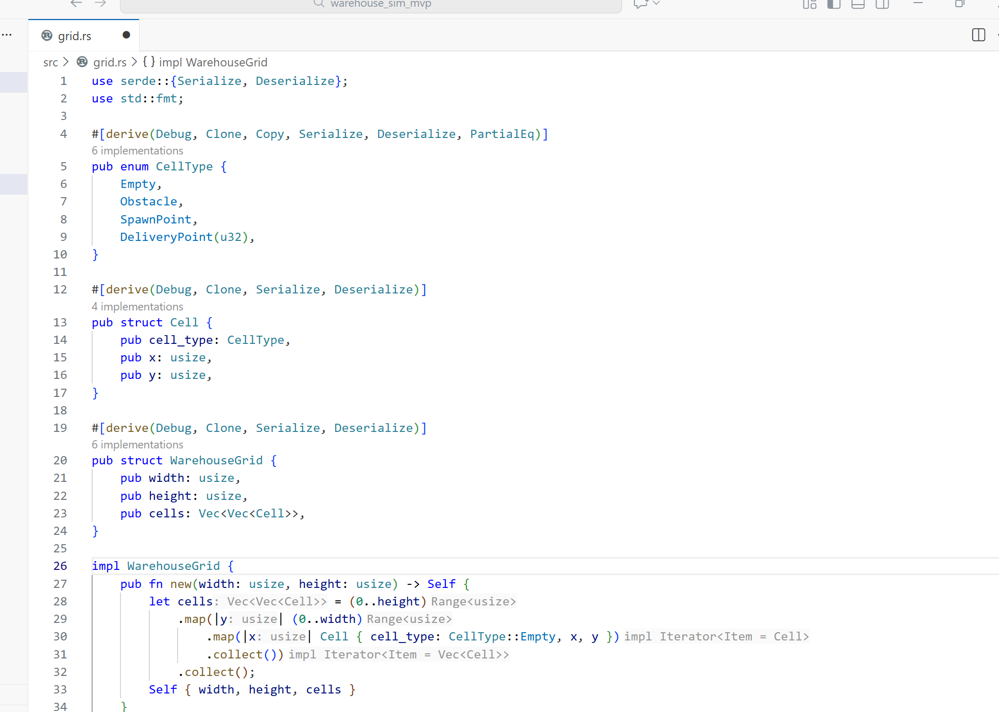 warehouse_sim_mvp
grid.rs
src > grid.rs > {} impl WarehouseGrid
1 use serde::{Serialize, Deserialize};
2 use std::fmt;
3
4 #[derive(Debug, Clone, Copy, Serialize, Deserialize, PartialEq)]
6 implementations
5 pub enum CellType {
6     Empty,
7     Obstacle,
8     SpawnPoint,
9     DeliveryPoint(u32),
10 }
11
12 #[derive(Debug, Clone, Serialize, Deserialize)]
4 implementations
13 pub struct Cell {
14     pub cell_type: CellType,
15     pub x: usize,
16     pub y: usize,
17 }
18
19 #[derive(Debug, Clone, Serialize, Deserialize)]
6 implementations
20 pub struct WarehouseGrid {
21     pub width: usize,
22     pub height: usize,
23     pub cells: Vec<Vec<Cell>>,
24 }
25
26 impl WarehouseGrid {
27     pub fn new(width: usize, height: usize) -> Self {
28         let cells: Vec<Vec<Cell>> = (0..height) Range<usize>
29             .map(|y: usize| (0..width) Range<usize>
30                 .map(|x: usize| Cell { cell_type: CellType::Empty, x, y }) impl Iterator<Item = Cell>
31                 .collect()) impl Iterator<Item = Vec<Cell>>
32             .collect();
33         Self { width, height, cells }
34     }